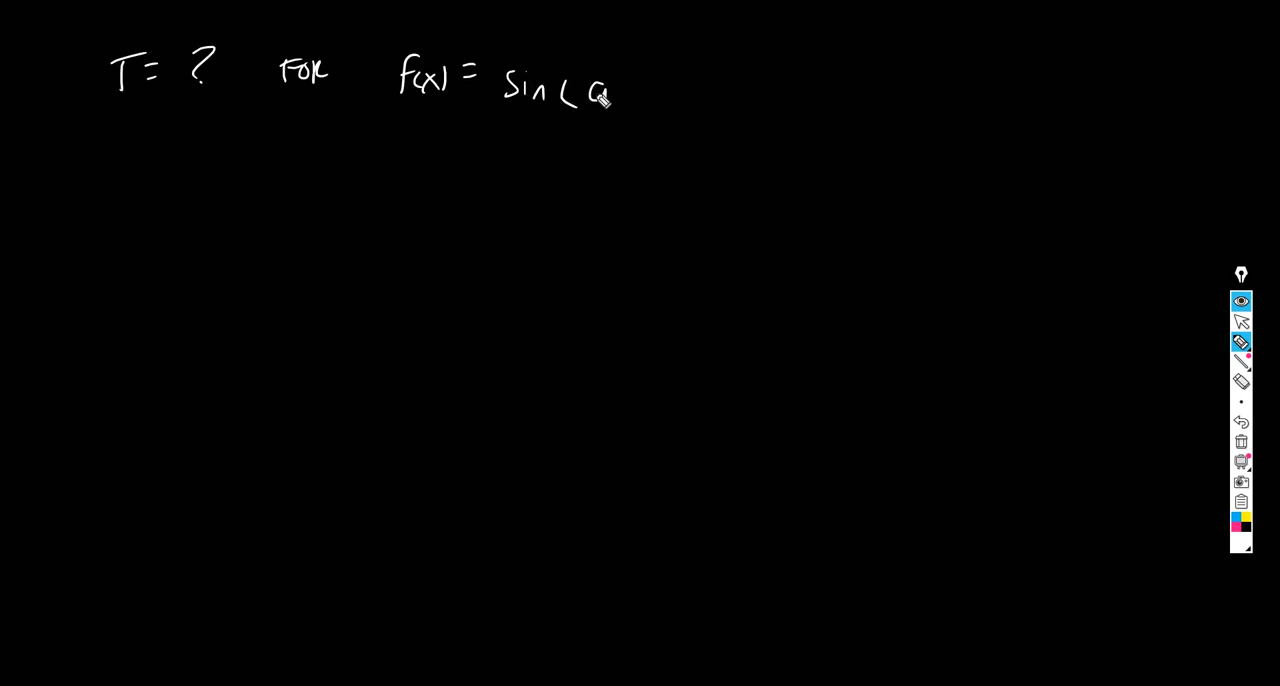 T = ? FOR f(x) = sin( a